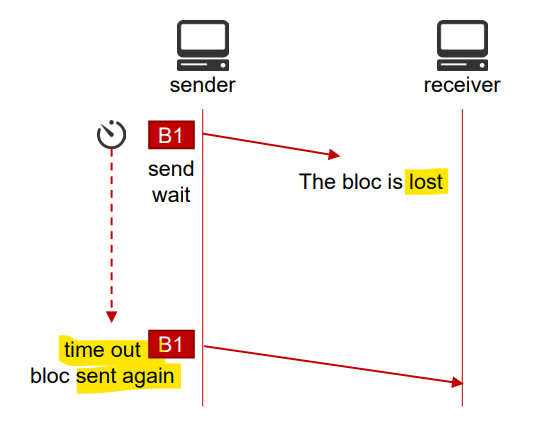 sender
receiver
B1
send
wait
The bloc is lost
time out
B1
bloc sent again